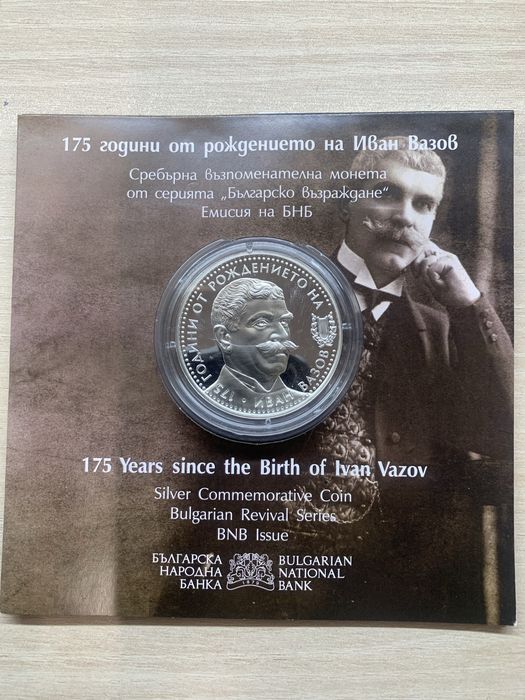 175 години от рождението на Иван Вазов
Сребърна възпоменателна монета
от серията „Българско възраждане“
Емисия на БНБ
175 ГОДИНИ ОТ РОЖДЕНИЕТО НА
ИВАН ВАЗОВ
175 Years since the Birth of Ivan Vazov
Silver Commemorative Coin
Bulgarian Revival Series
BNB Issue
БЪЛГАРСКА
НАРОДНА
БАНКА
1879
BULGARIAN
NATIONAL
BANK